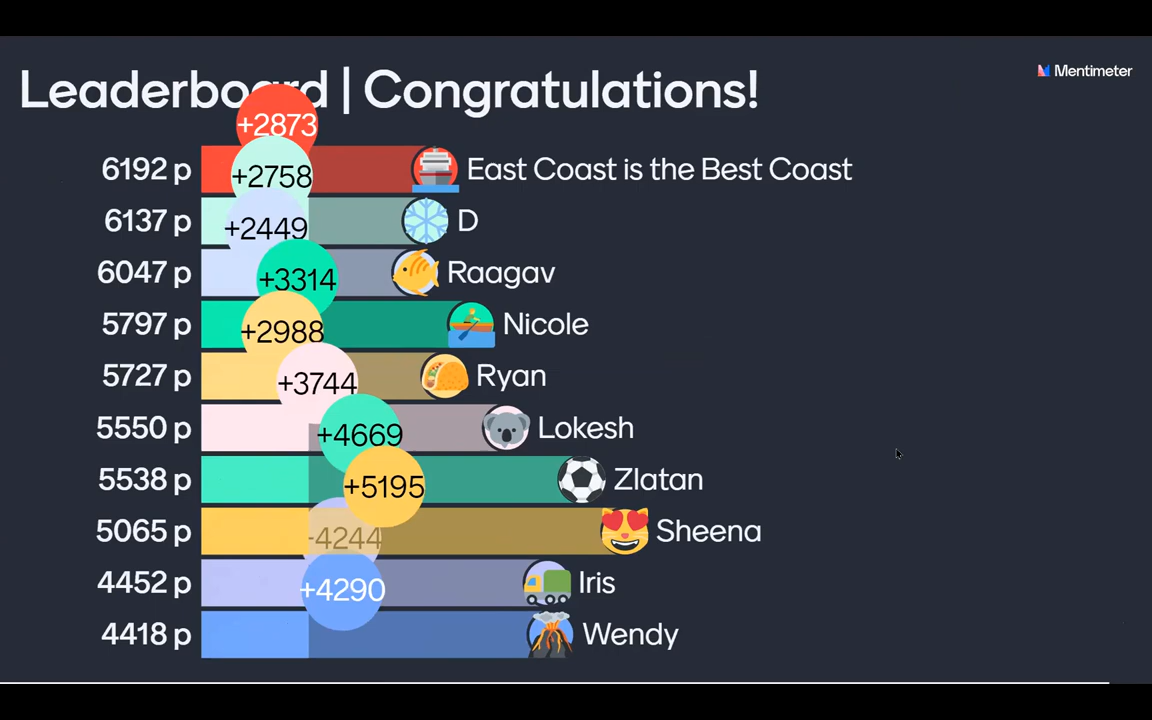 Leaderboard | Congratulations!
Mentimeter
+2873
6192 p East Coast is the Best Coast
+2758
6137 p D
+2449
6047 p Raagav
+3314
5797 p Nicole
+2988
5727 p Ryan
+3744
5550 p Lokesh
+4669
5538 p Zlatan
+5195
5065 p Sheena
+4244
4452 p Iris
+4290
4418 p Wendy